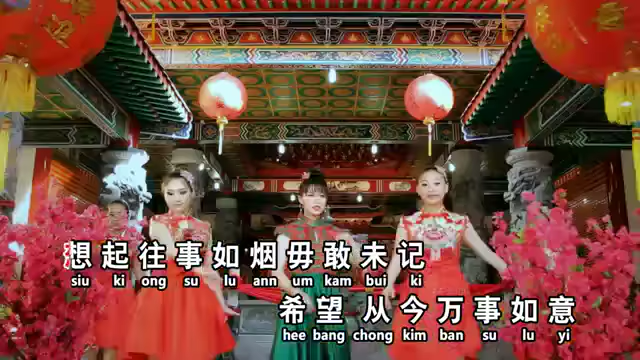 想起往事如烟毋敢未记
siu ki ong su lu ann um kam bui ki
希望 从今万事如意
hee bang chong kim ban su lu yi